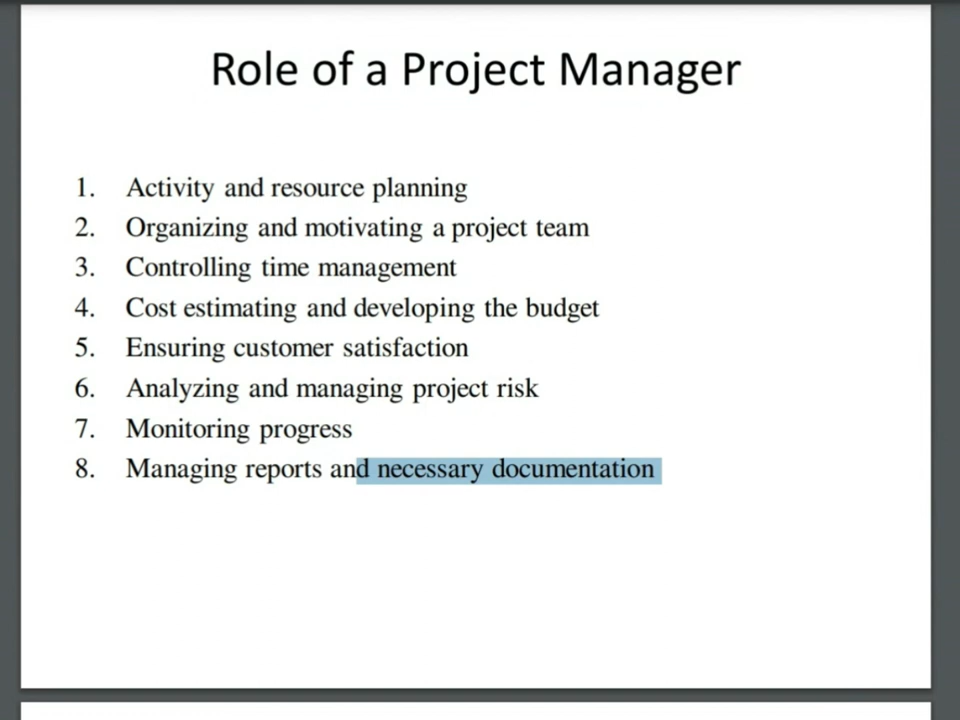 Role of a Project Manager
1. Activity and resource planning
2. Organizing and motivating a project team
3. Controlling time management
4. Cost estimating and developing the budget
5. Ensuring customer satisfaction
6. Analyzing and managing project risk
7. Monitoring progress
8. Managing reports and necessary documentation